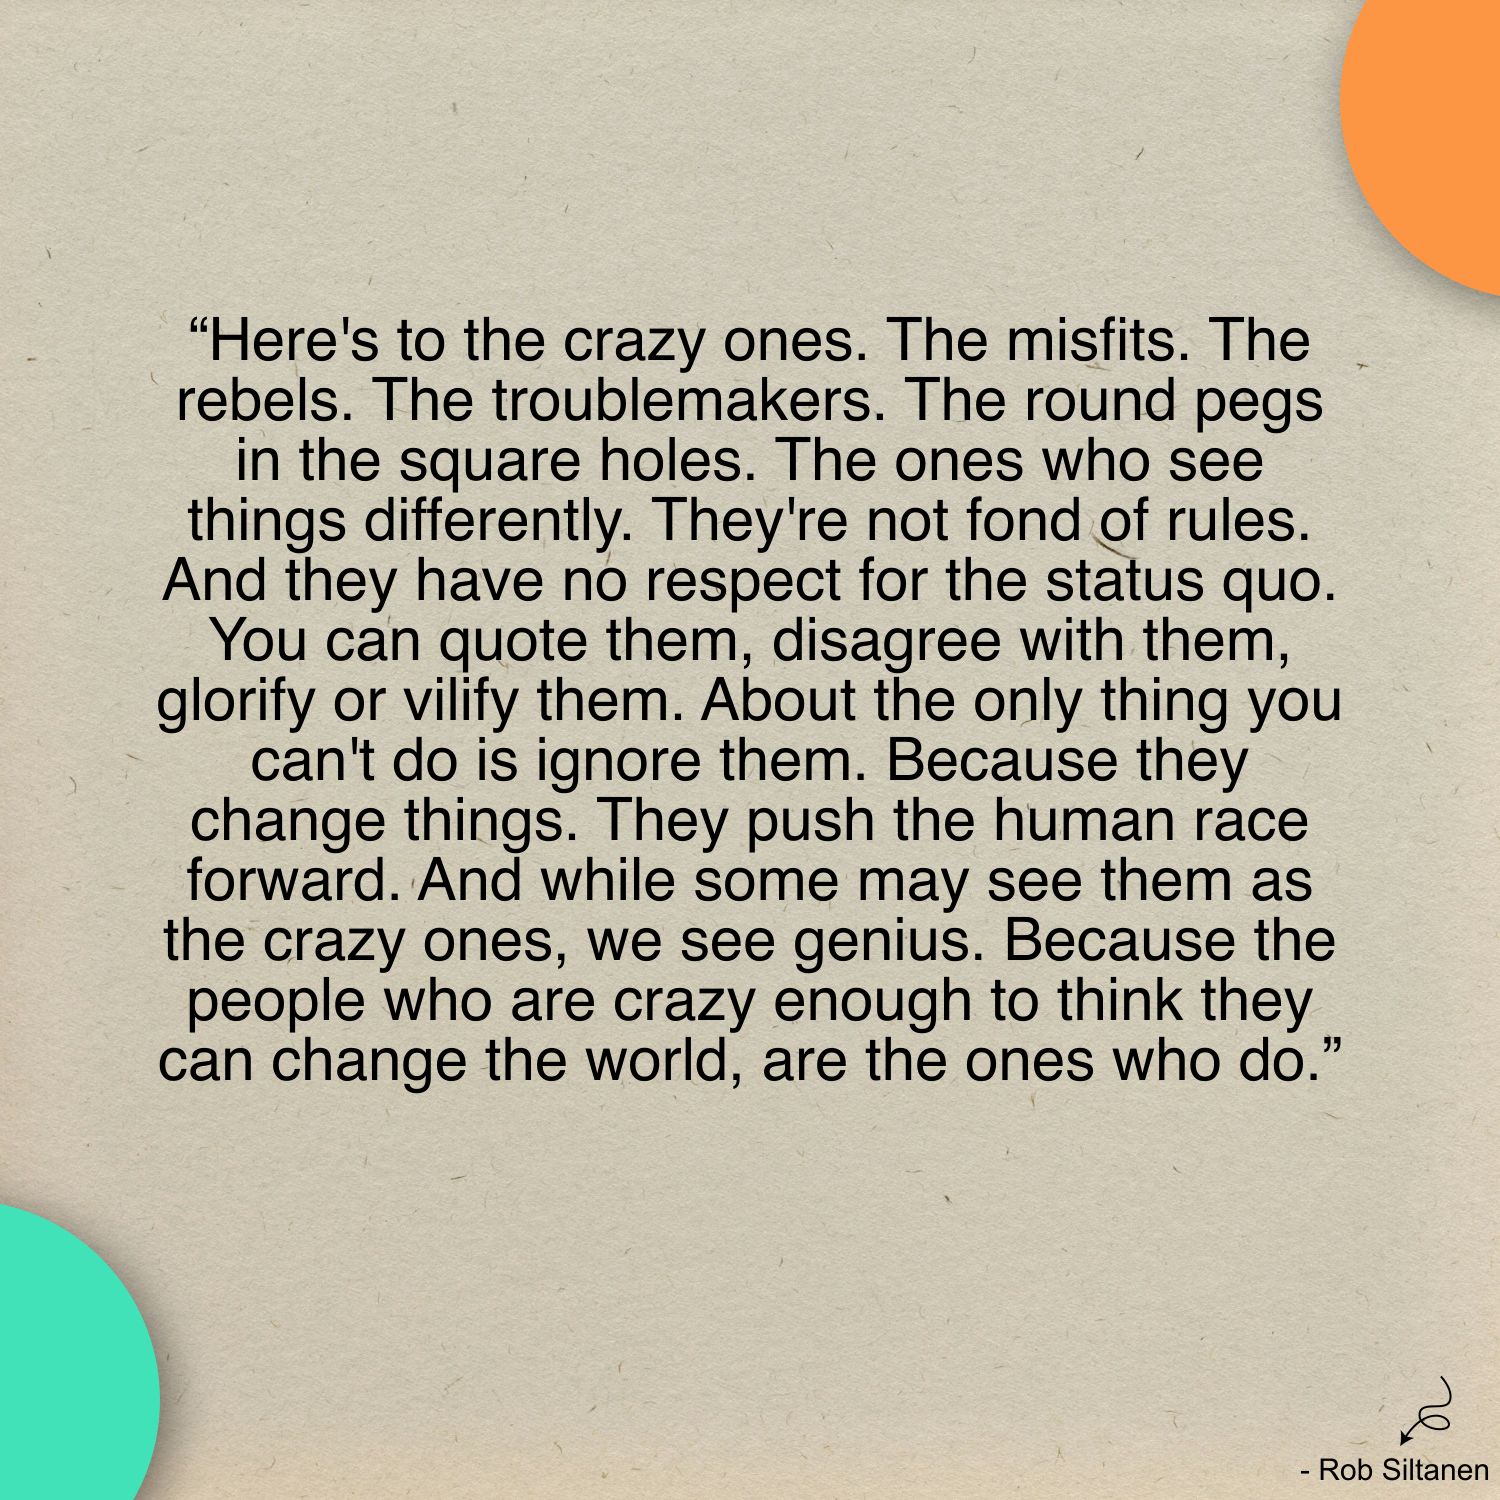 “Here's to the crazy ones. The misfits. The
rebels. The troublemakers. The round pegs
in the square holes. The ones who see
things differently. They're not fond of rules.
And they have no respect for the status quo.
You can quote them, disagree with them,
glorify or vilify them. About the only thing you
can't do is ignore them. Because they
change things. They push the human race
forward. And while some may see them as
the crazy ones, we see genius. Because the
people who are crazy enough to think they
can change the world, are the ones who do.”
- Rob Siltanen